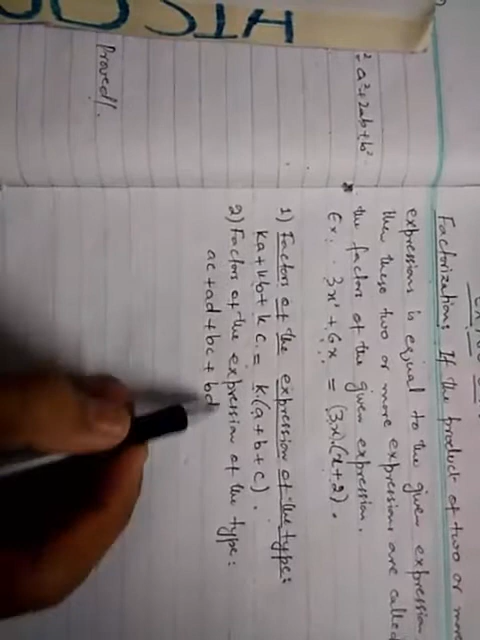 HISOO
= a²+2ab+b²
Proved//.
Factorization: If the product of two or more
expressions is equal to the given expression
then these two or more expressions are called
the factors of the given expression.
Ex: 3x² + 6x = (3x)(x+2).
1) Factors of the expression of the type:
ka+kb+kc = k(a+b+c).
2) Factors of the expression of the type:
ac+ad+bc+bd